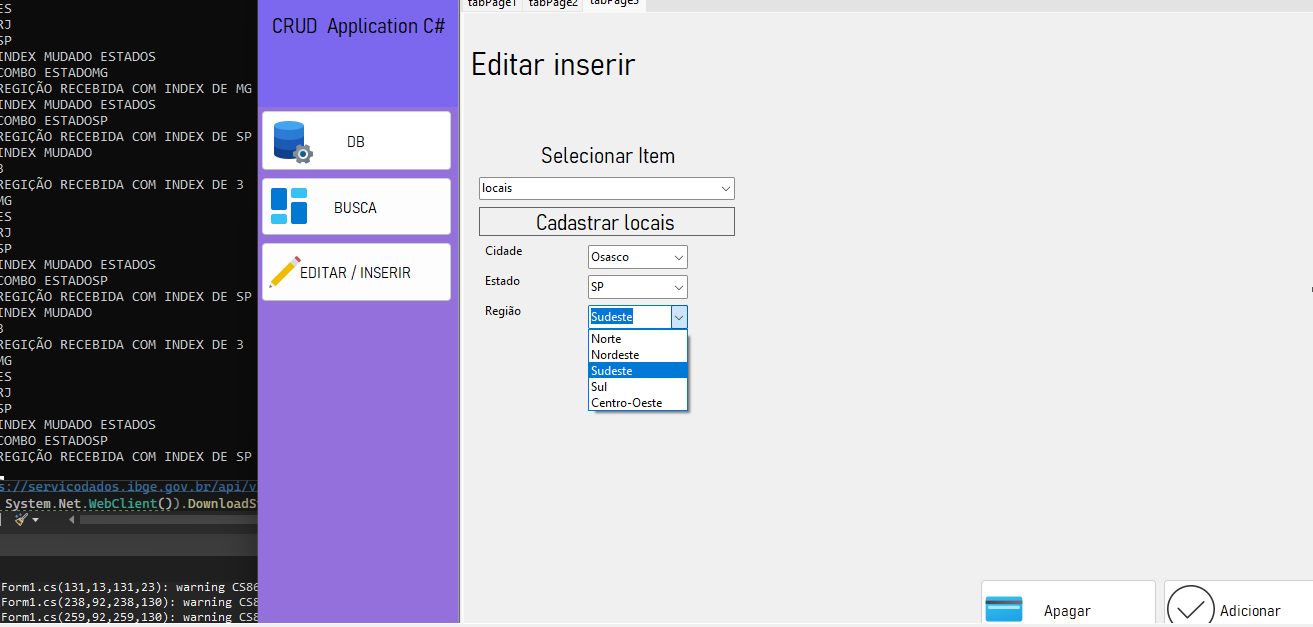 ES
RJ
SP
INDEX MUDADO ESTADOS
COMBO ESTADOMG
REGIÇÃO RECEBIDA COM INDEX DE MG
INDEX MUDADO ESTADOS
COMBO ESTADOSP
REGIÇÃO RECEBIDA COM INDEX DE SP
INDEX MUDADO
3
REGIÇÃO RECEBIDA COM INDEX DE 3
MG
ES
RJ
SP
INDEX MUDADO ESTADOS
COMBO ESTADOSP
REGIÇÃO RECEBIDA COM INDEX DE SP
INDEX MUDADO
3
REGIÇÃO RECEBIDA COM INDEX DE 3
MG
ES
RJ
SP
INDEX MUDADO ESTADOS
COMBO ESTADOSP
REGIÇÃO RECEBIDA COM INDEX DE SP
s://servicodados.ibge.gov.br/api/v
System.Net.WebClient()).DownloadS
Form1.cs(131,13,131,23): warning CS86
Form1.cs(238,92,238,130): warning CS8
Form1.cs(259,92,259,130): warning CS8
CRUD Application C#
DB
BUSCA
EDITAR / INSERIR
tabPage1 tabPage2 tabPage3
Editar inserir
Selecionar Item
locais
Cadastrar locais
Cidade Osasco
Estado SP
Região Sudeste
Norte
Nordeste
Sudeste
Sul
Centro-Oeste
Apagar
Adicionar